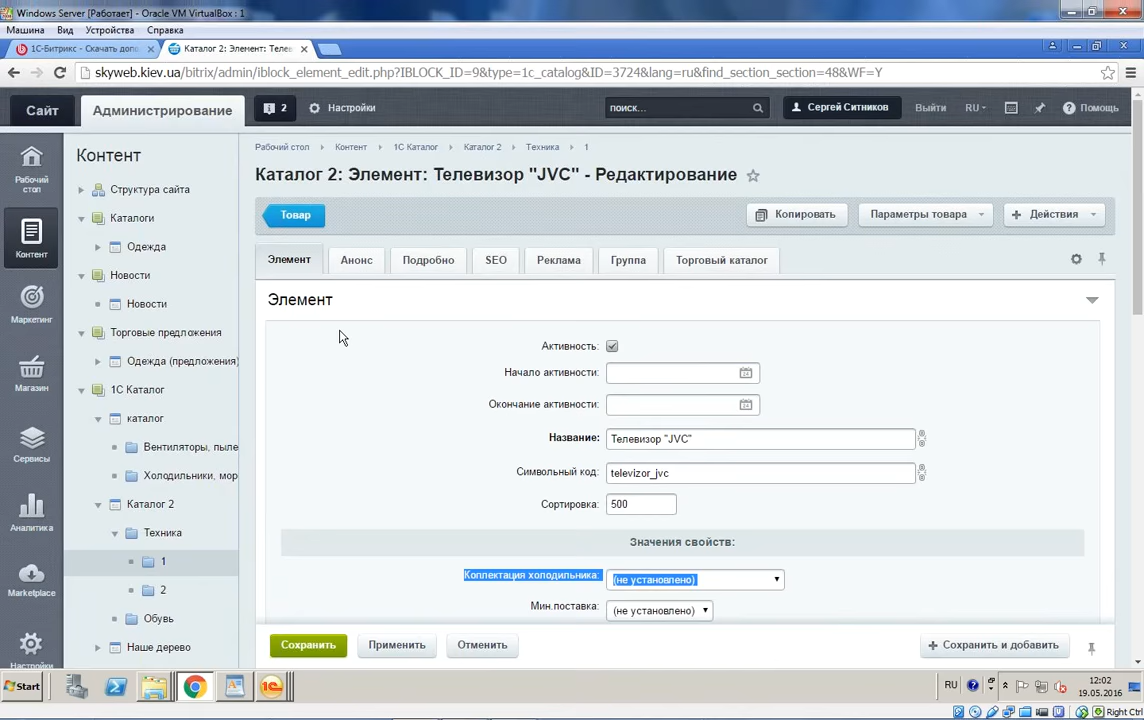 Windows Server [Работает] - Oracle VM VirtualBox : 1
Машина Вид Устройства Справка
1С-Битрикс - Скачать допо Каталог 2: Элемент: Телев
skyweb.kiev.ua/bitrix/admin/iblock_element_edit.php?IBLOCK_ID=9&type=1c_catalog&ID=3724&lang=ru&find_section_section=48&WF=Y
Сайт Администрирование 2 Настройки поиск... Сергей Ситников Выйти RU Помощь
Рабочий стол Контент 1С Каталог Каталог 2 Техника 1
Каталог 2: Элемент: Телевизор "JVC" - Редактирование
Товар Копировать Параметры товара Действия
Элемент Анонс Подробно SEO Реклама Группа Торговый каталог
Элемент
Активность:
Начало активности:
Окончание активности:
Название: Телевизор "JVC"
Символьный код: televizor_jvc
Сортировка: 500
Значения свойств:
Коплектация холодильника: (не установлено)
Мин.поставка: (не установлено)
Сохранить Применить Отменить Сохранить и добавить
Рабочий
стол
Контент
Маркетинг
Магазин
Сервисы
Аналитика
Marketplace
Настройки
Контент
Структура сайта
Каталоги
Одежда
Новости
Новости
Торговые предложения
Одежда (предложения)
1С Каталог
каталог
Вентиляторы, пыле
Холодильники, мор
Каталог 2
Техника
1
2
Обувь
Наше дерево
Start RU 12:02
19.05.2016
Right Ctrl